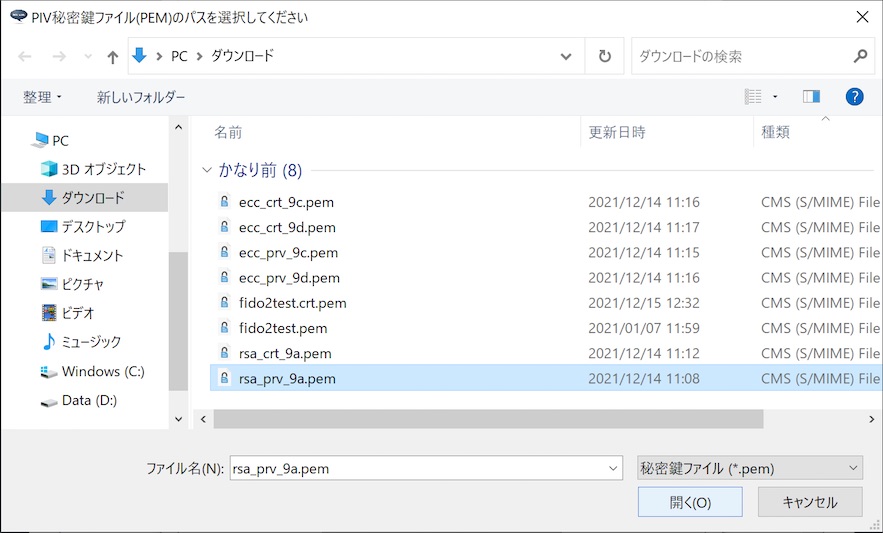 PIV秘密鍵ファイル(PEM)のパスを選択してください
PC > ダウンロード
ダウンロードの検索
整理
新しいフォルダー
PC
3D オブジェクト
ダウンロード
デスクトップ
ドキュメント
ピクチャ
ビデオ
ミュージック
Windows (C:)
Data (D:)
名前 更新日時 種類
かなり前 (8)
ecc_crt_9c.pem 2021/12/14 11:16 CMS (S/MIME) File
ecc_crt_9d.pem 2021/12/14 11:17 CMS (S/MIME) File
ecc_prv_9c.pem 2021/12/14 11:15 CMS (S/MIME) File
ecc_prv_9d.pem 2021/12/14 11:16 CMS (S/MIME) File
fido2test.crt.pem 2021/12/15 12:32 CMS (S/MIME) File
fido2test.pem 2021/01/07 11:59 CMS (S/MIME) File
rsa_crt_9a.pem 2021/12/14 11:12 CMS (S/MIME) File
rsa_prv_9a.pem 2021/12/14 11:08 CMS (S/MIME) File
ファイル名(N): rsa_prv_9a.pem
秘密鍵ファイル (*.pem)
開く(O)
キャンセル